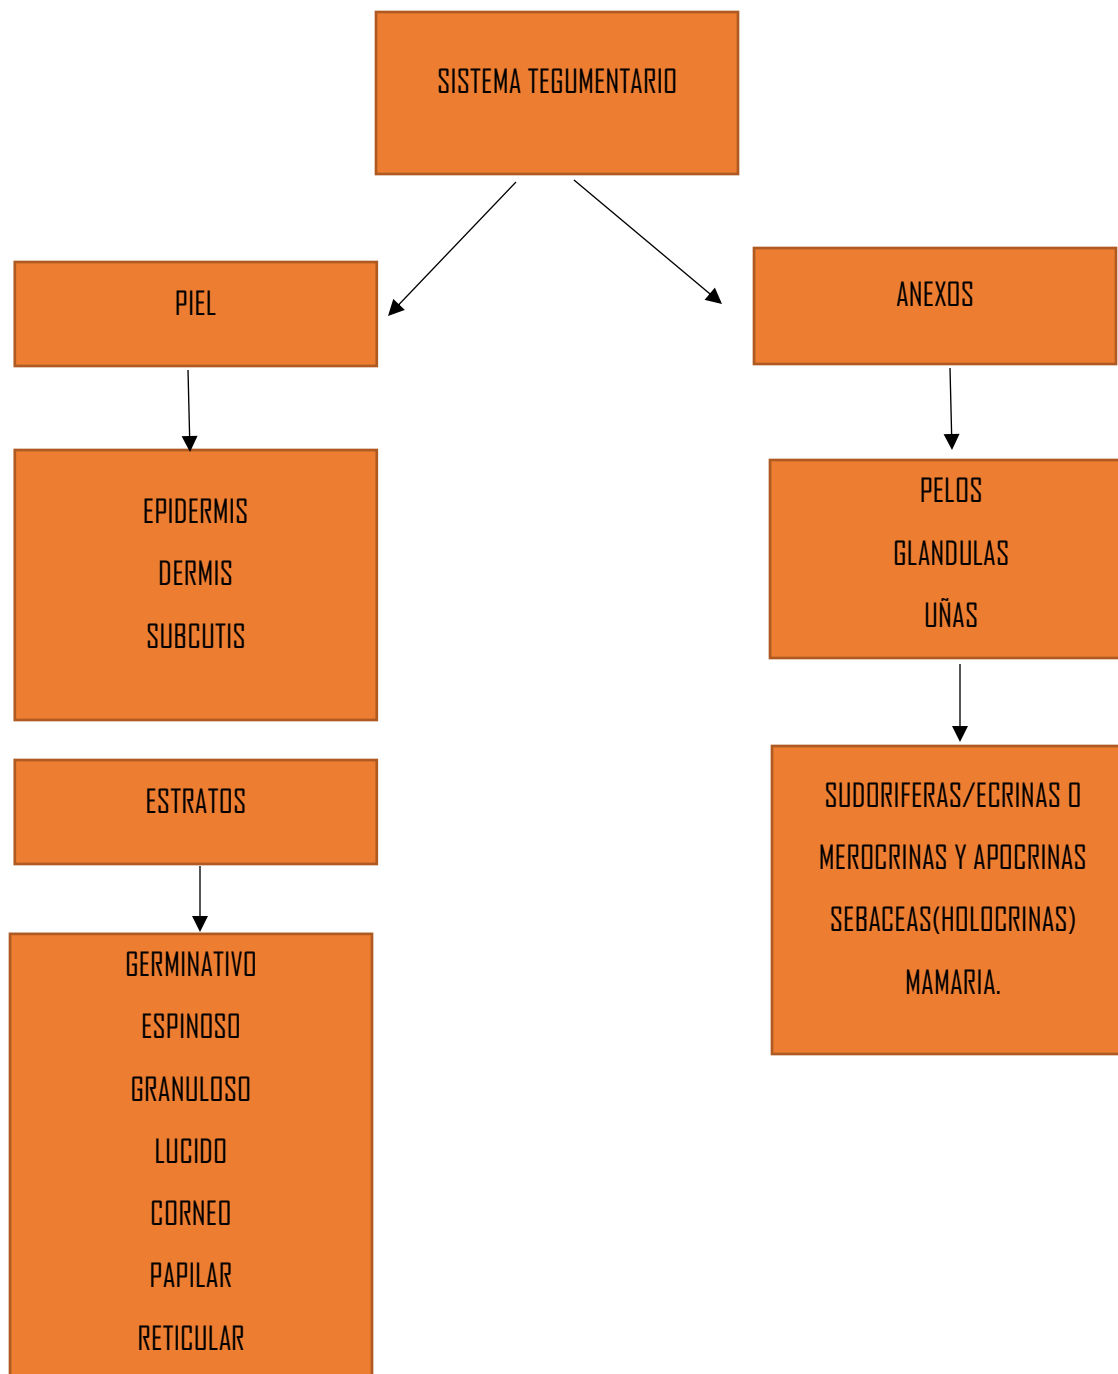 SISTEMA TEGUMENTARIO
PIEL
ANEXOS
EPIDERMIS
DERMIS
SUBCUTIS
PELOS
GLANDULAS
UÑAS
ESTRATOS
SUDORIFERAS/ECRINAS O
MEROCRINAS Y APOCRINAS
SEBACEAS(HOLOCRINAS)
MAMARIA.
GERMINATIVO
ESPINOSO
GRANULOSO
LUCIDO
CORNEO
PAPILAR
RETICULAR